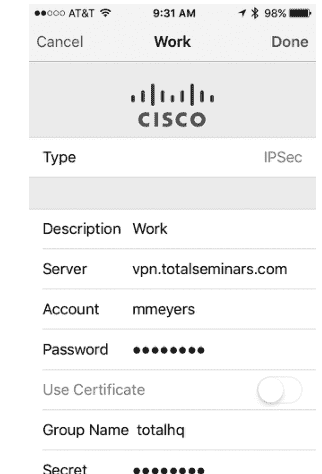 AT&T 9:31 AM 98%
Cancel Work Done
CISCO
Type IPSec
Description Work
Server vpn.totalseminars.com
Account mmeyers
Password ●●●●●●●●
Use Certificate
Group Name totalhq
Secret ●●●●●●●●